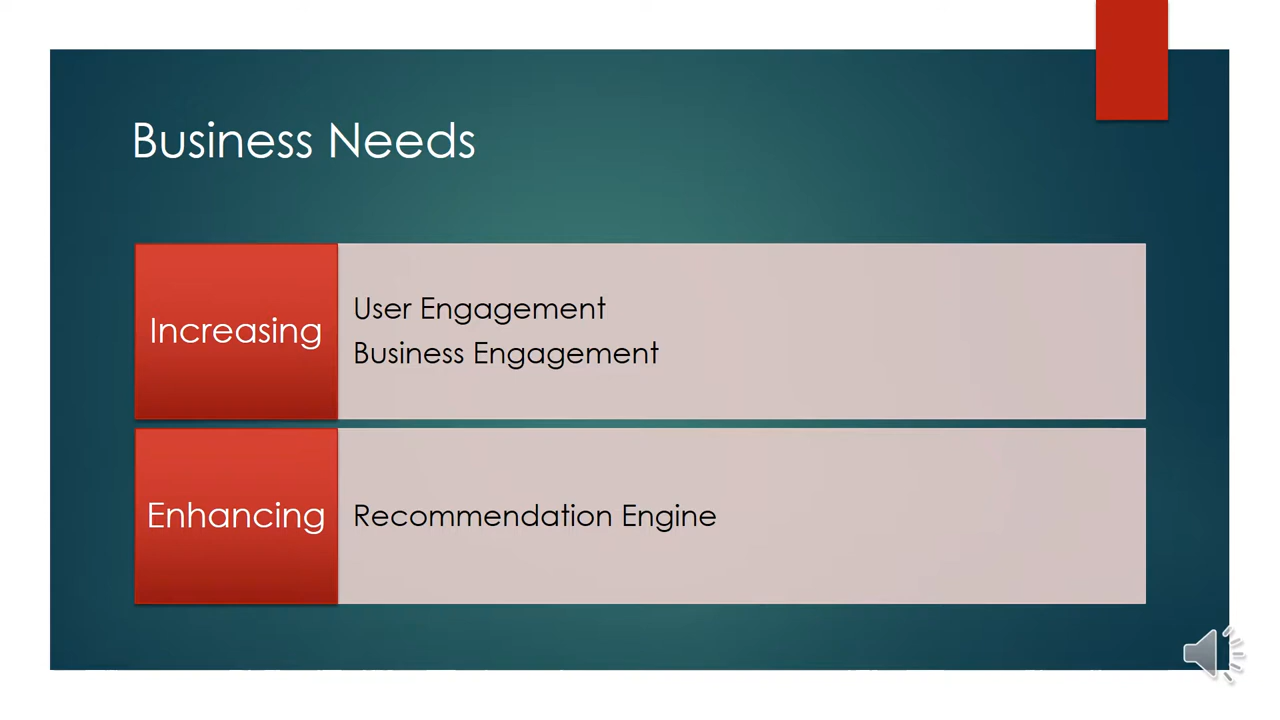 Business Needs
Increasing
User Engagement
Business Engagement
Enhancing
Recommendation Engine